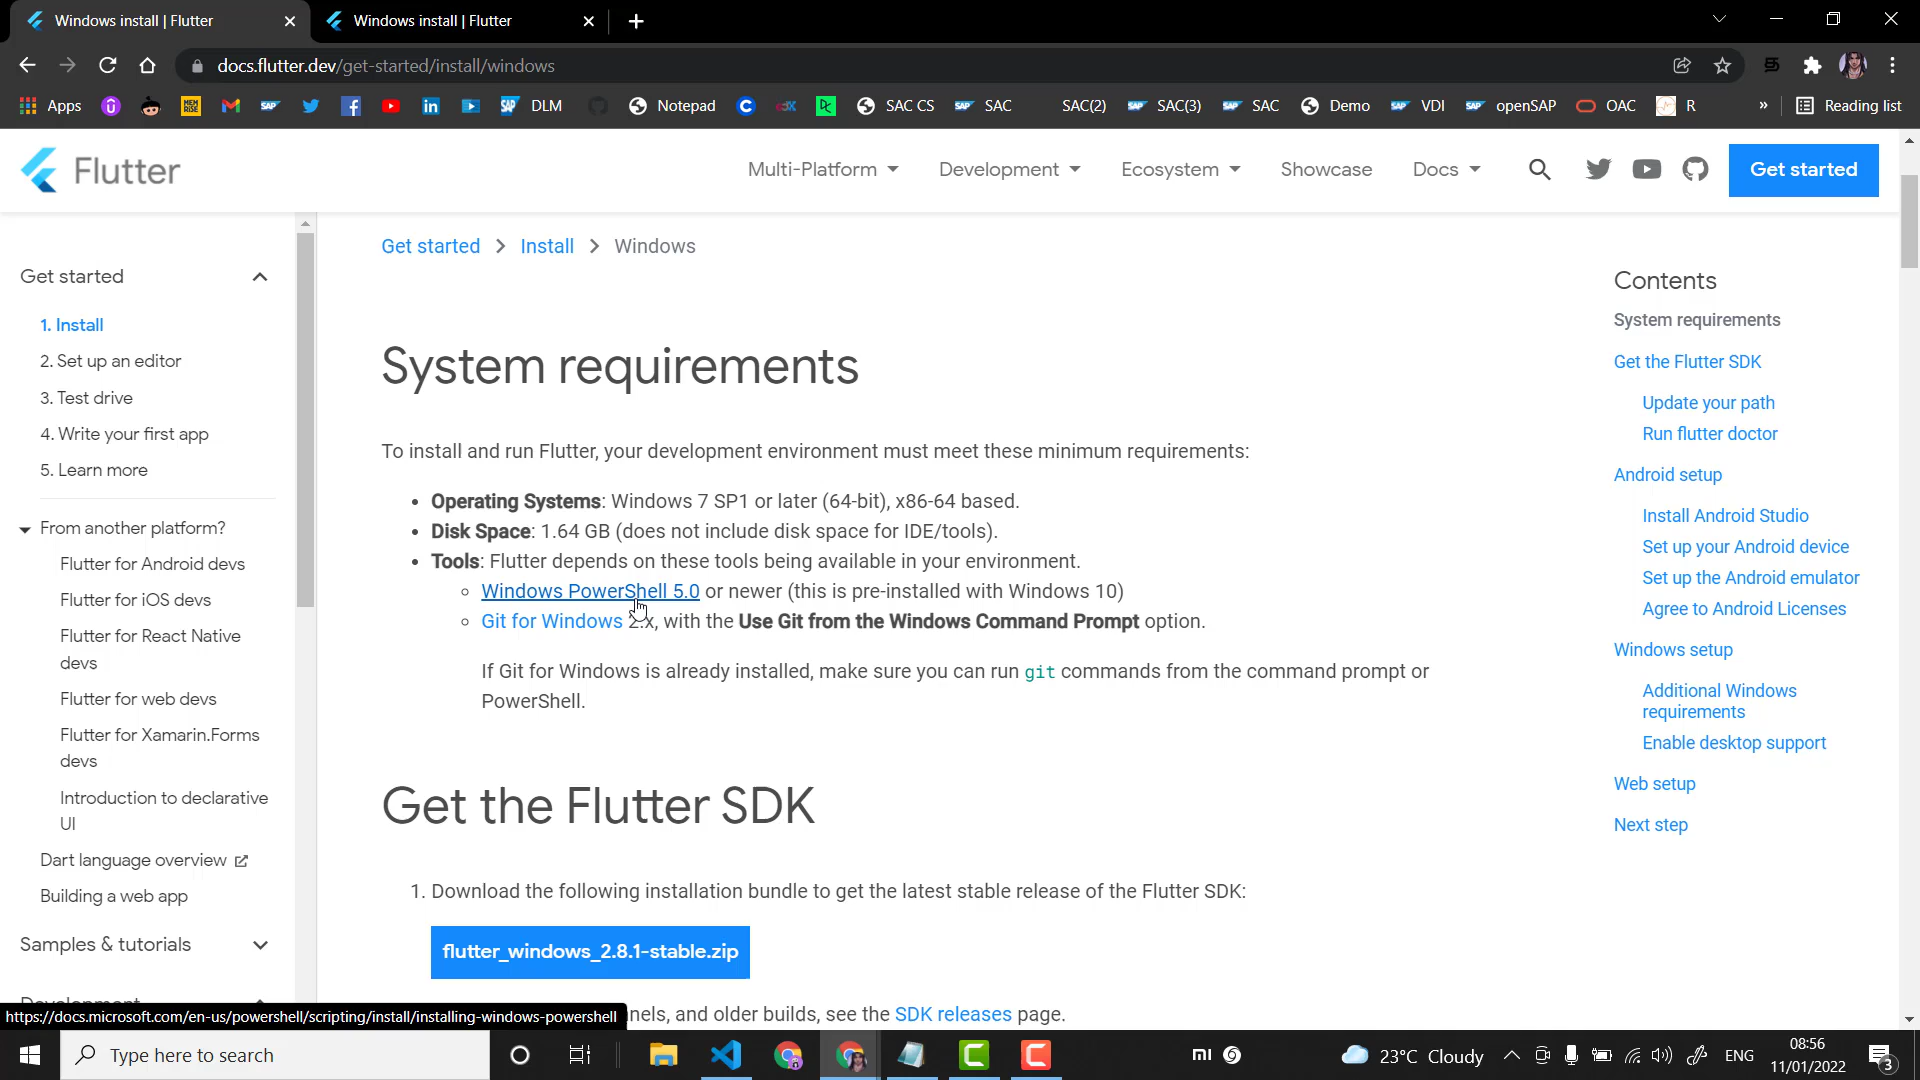 Windows install | Flutter
Windows install | Flutter
docs.flutter.dev/get-started/install/windows
Apps
DLM
Notepad
SAC CS
SAC
SAC(2)
SAC(3)
SAC
Demo
VDI
openSAP
OAC
R
»
Reading list
Flutter
Multi-Platform
Development
Ecosystem
Showcase
Docs
Get started
Get started
1. Install
2. Set up an editor
3. Test drive
4. Write your first app
5. Learn more
From another platform?
Flutter for Android devs
Flutter for iOS devs
Flutter for React Native
devs
Flutter for web devs
Flutter for Xamarin.Forms
devs
Introduction to declarative
UI
Dart language overview
Building a web app
Samples & tutorials
Development
Get started > Install > Windows
System requirements
To install and run Flutter, your development environment must meet these minimum requirements:
• Operating Systems: Windows 7 SP1 or later (64-bit), x86-64 based.
• Disk Space: 1.64 GB (does not include disk space for IDE/tools).
• Tools: Flutter depends on these tools being available in your environment.
Windows PowerShell 5.0 or newer (this is pre-installed with Windows 10)
Git for Windows 2.x, with the Use Git from the Windows Command Prompt option.
If Git for Windows is already installed, make sure you can run git commands from the command prompt or
PowerShell.
Get the Flutter SDK
1. Download the following installation bundle to get the latest stable release of the Flutter SDK:
flutter_windows_2.8.1-stable.zip
nels, and older builds, see the SDK releases page.
Contents
System requirements
Get the Flutter SDK
Update your path
Run flutter doctor
Android setup
Install Android Studio
Set up your Android device
Set up the Android emulator
Agree to Android Licenses
Windows setup
Additional Windows
requirements
Enable desktop support
Web setup
Next step
https://docs.microsoft.com/en-us/powershell/scripting/install/installing-windows-powershell
Type here to search
23°C Cloudy
ENG
08:56
11/01/2022
3